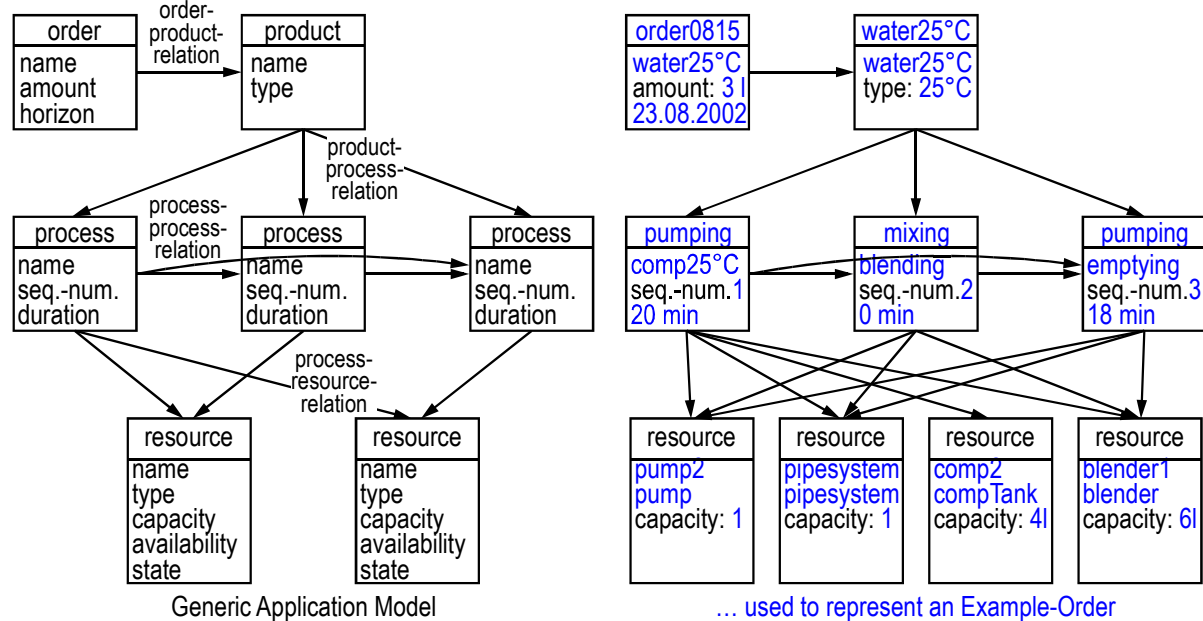 order
name
amount
horizon
order-
product-
relation
product
name
type
product-
process-
relation
process
name
seq.-num.
duration
process-
process-
relation
process
name
seq.-num.
duration
process
name
seq.-num.
duration
process-
resource-
relation
resource
name
type
capacity
availability
state
resource
name
type
capacity
availability
state
Generic Application Model
order0815
water25°C
amount: 3 l
23.08.2002
water25°C
water25°C
type: 25°C
pumping
comp25°C
seq.-num.1
20 min
mixing
blending
seq.-num.2
0 min
pumping
emptying
seq.-num.3
18 min
resource
pump2
pump
capacity: 1
resource
pipesystem
pipesystem
capacity: 1
resource
comp2
compTank
capacity: 4l
resource
blender1
blender
capacity: 6l
... used to represent an Example-Order